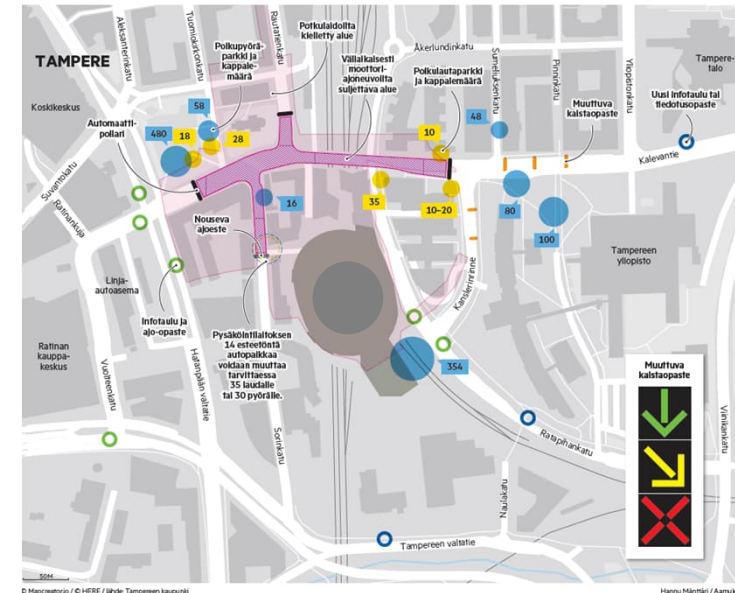 TAMPERE
Aleksanterinkatu
Tuomiokirkonkatu
Rautatienkatu
Potkulaidoilta
kielletty alue
Polkupyörä-
parkki ja
kappale-
määrä
Väliaikaisesti
moottori-
ajoneuvoilta
suljettava alue
Åkerlundinkatu
Potkulautaparkki
ja kappalemäärä
Sumeliuksenkatu
Pinninkatu
Yliopistonkatu
Tampere-
talo
Uusi infotaulu tai
tiedotusopaste
Muuttuva
kaistaopaste
Koskikeskus
Automaatti-
pollari
58
480
18
28
10
48
Kalevantie
Suvantokatu
Ratinankuja
16
35
10–20
80
100
Nouseva
ajoeste
Tampereen
yliopisto
Linja-
autoasema
Infotaulu ja
ajo-opaste
Kanslerinrinne
Ratinan
kauppa-
keskus
Vuolteenkatu
Hatanpään valtatie
Pysäköintilaitoksen
14 esteetöntä
autopaikkaa
voidaan muuttaa
tarvittaessa
35 laudalle
tai 30 pyörälle.
354
Muuttuva
kaistaopaste
Sorinkatu
Ratapihankatu
Viinikankatu
Naulakatu
Tampereen valtatie
50M
© Mapcreator.io / © HERE / lähde: Tampereen kaupunki
Hannu Mänttäri / Aamul